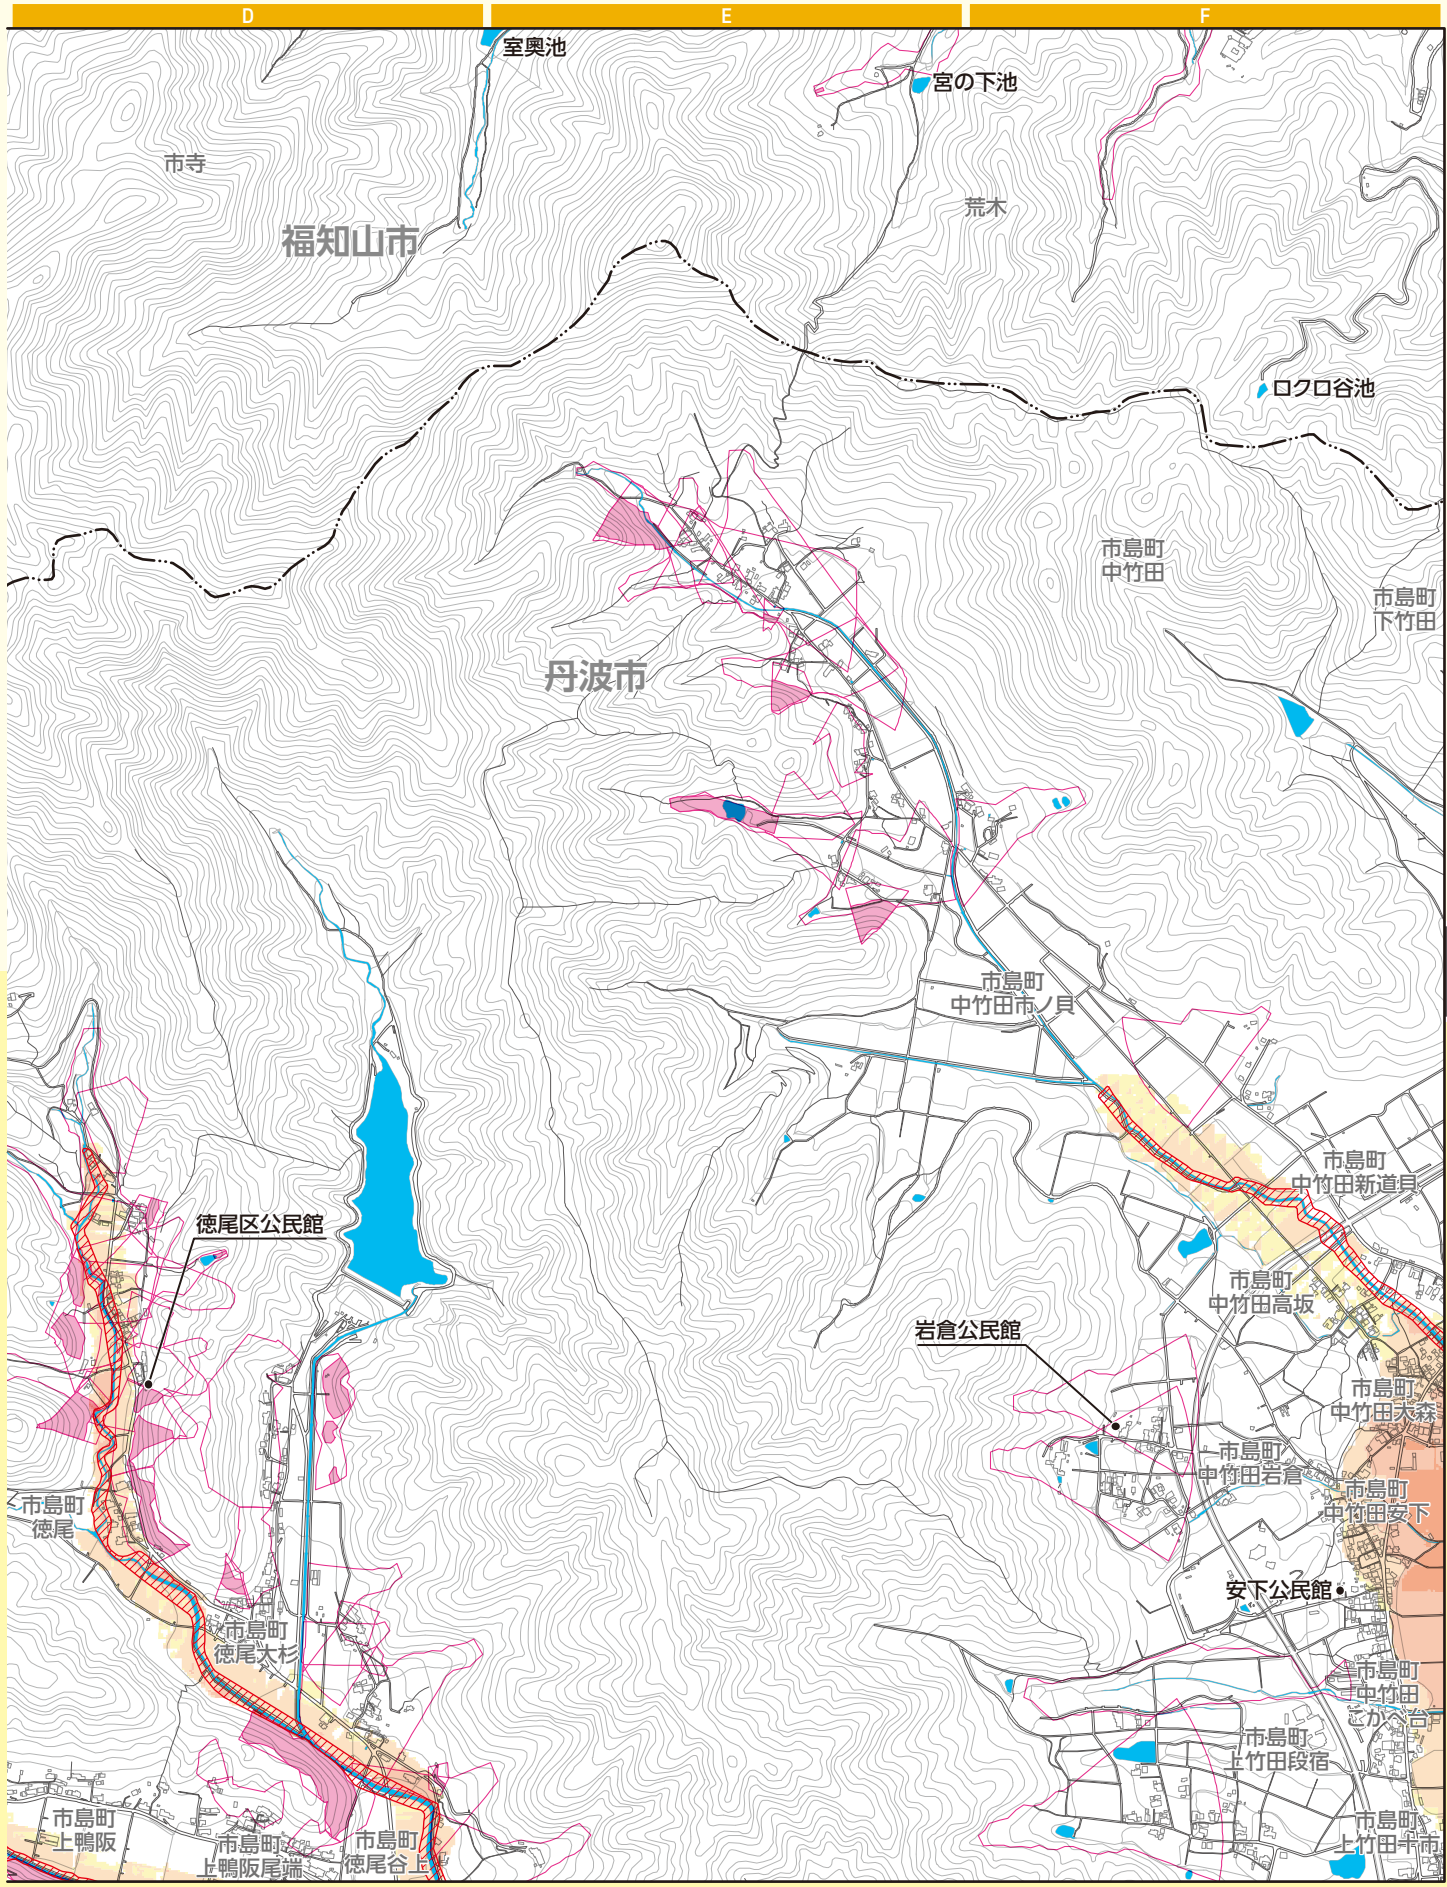 D
E
F
室奥池
宮の下池
市寺
荒木
福知山市
ロクロ谷池
市島町
中竹田
市島町
下竹田
丹波市
市島町
中竹田市ノ貝
市島町
中竹田新道貝
徳尾区公民館
市島町
中竹田高坂
岩倉公民館
市島町
中竹田大森
市島町
中竹田岩倉
市島町
中竹田安下
市島町
徳尾
安下公民館
市島町
徳尾大杉
市島町
中竹田
こかべ台
市島町
上竹田段宿
市島町
上鴨阪
市島町
上鴨阪尾端
市島町
徳尾谷上
市島町
上竹田十市